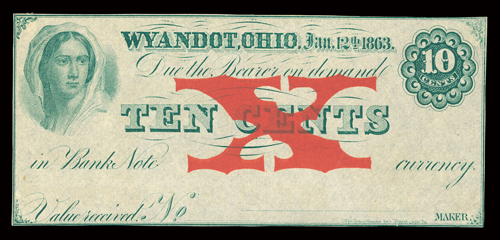 WYANDOT, OHIO, Jan. 12th 1863.
10
CENTS
Due the Bearer on demand
TEN CENTS
X
in Bank Note currency.
Value received. No
MAKER.